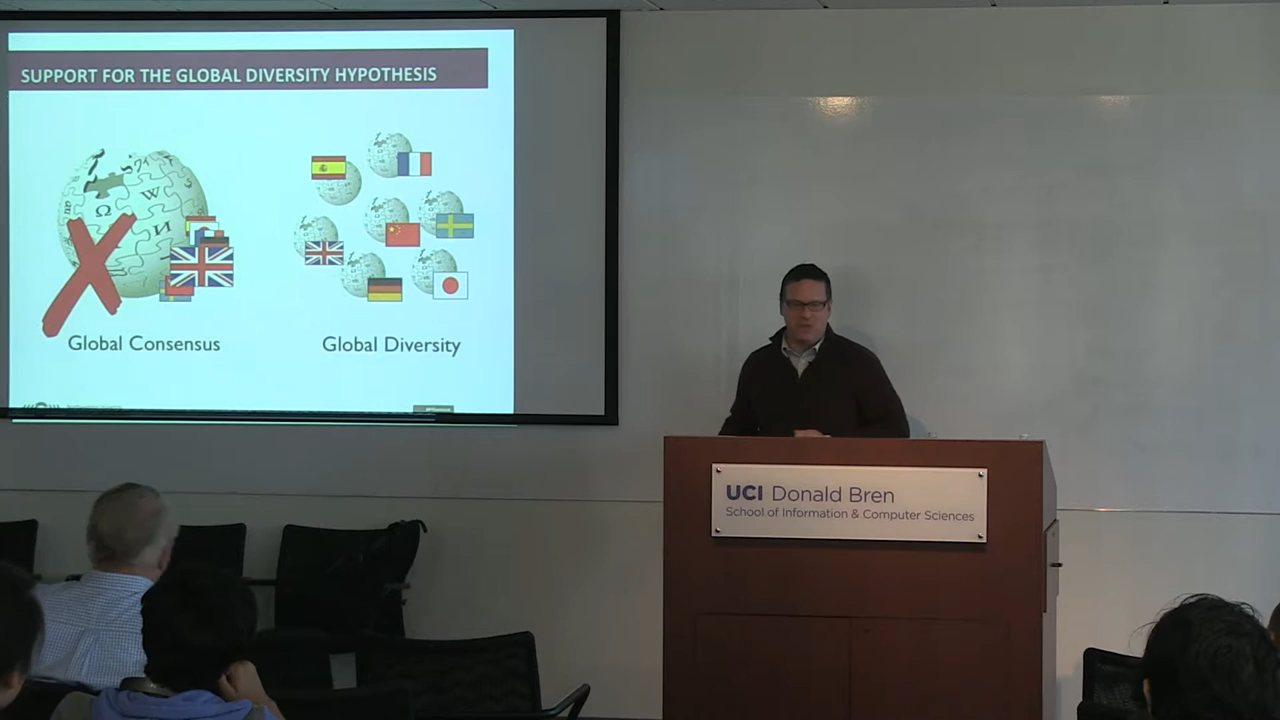 SUPPORT FOR THE GLOBAL DIVERSITY HYPOTHESIS
W
Ω
И
Global Consensus
Global Diversity
UCI Donald Bren
School of Information & Computer Sciences